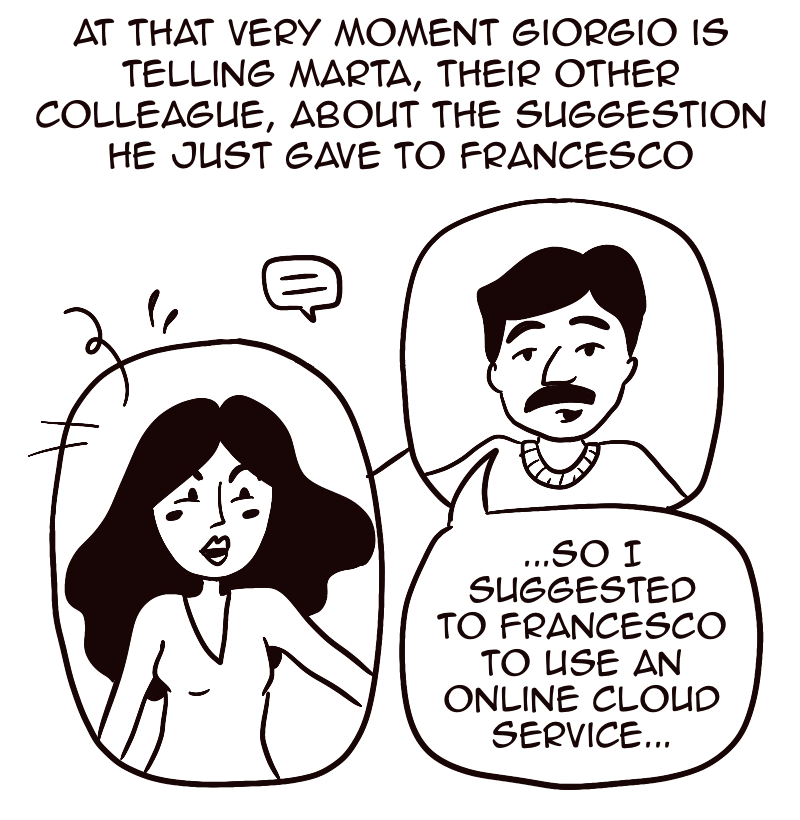 AT THAT VERY MOMENT GIORGIO IS
TELLING MARTA, THEIR OTHER
COLLEAGUE, ABOUT THE SUGGESTION
HE JUST GAVE TO FRANCESCO
...SO I
SUGGESTED
TO FRANCESCO
TO USE AN
ONLINE CLOUD
SERVICE...